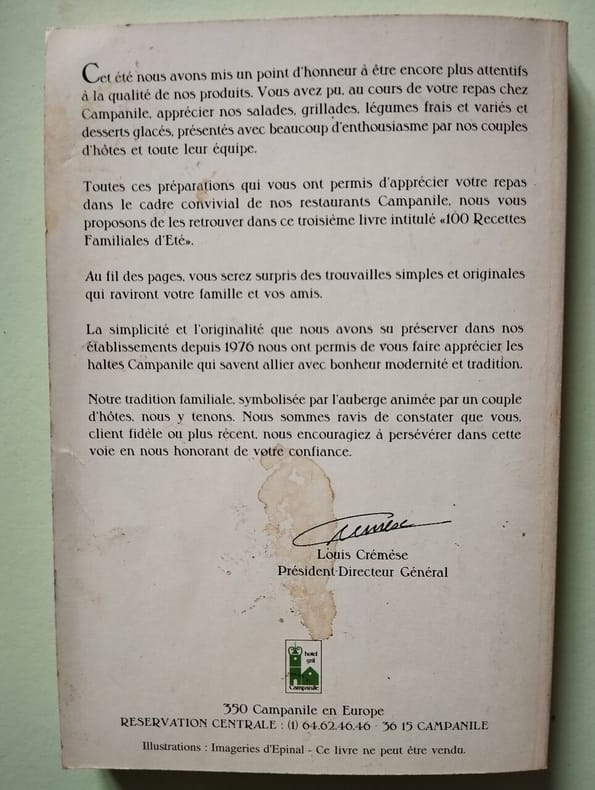 Cet été nous avons mis un point d'honneur à être encore plus attentifs
à la qualité de nos produits. Vous avez pu, au cours de votre repas chez
Campanile, apprécier nos salades, grillades, légumes frais et variés et
desserts glacés, présentés avec beaucoup d'enthousiasme par nos couples
d'hôtes et toute leur équipe.
Toutes ces préparations qui vous ont permis d'apprécier votre repas
dans le cadre convivial de nos restaurants Campanile, nous vous
proposons de les retrouver dans ce troisième livre intitulé «100 Recettes
Familiales d'Eté».
Au fil des pages, vous serez surpris des trouvailles simples et originales
qui raviront votre famille et vos amis.
La simplicité et l'originalité que nous avons su préserver dans nos
établissements depuis 1976 nous ont permis de vous faire apprécier les
haltes Campanile qui savent allier avec bonheur modernité et tradition.
Notre tradition familiale, symbolisée par l'auberge animée par un couple
d'hôtes, nous y tenons. Nous sommes ravis de constater que vous,
client fidèle ou plus récent, nous encouragiez à persévérer dans cette
voie en nous honorant de votre confiance.
Crémèse
Louis Crémèse
Président-Directeur Général
hotel
grill
Campanile
350 Campanile en Europe
RESERVATION CENTRALE : (1) 64.62.46.46 - 36 15 CAMPANILE
Illustrations : Imageries d'Epinal - Ce livre ne peut être vendu.